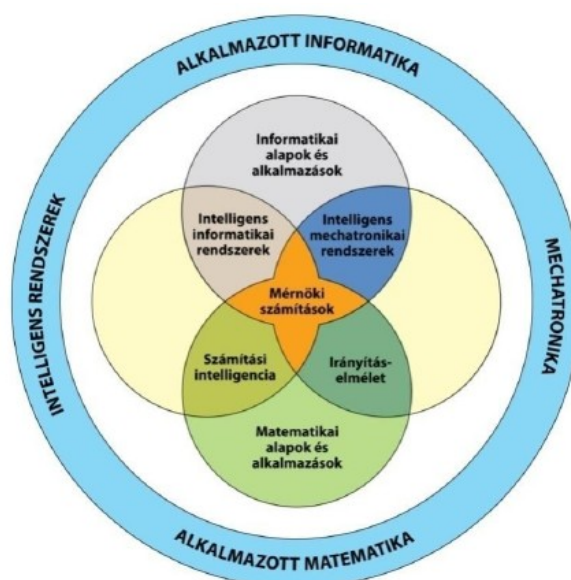 ALKALMAZOTT INFORMATIKA
Informatikai
alapok és
alkalmazások
INTELLIGENS RENDSZEREK
Intelligens
informatikai
rendszerek
Intelligens
mechatronikai
rendszerek
MECHATRONIKA
Mérnöki
számítások
Számítási
intelligencia
Irányítás-
elmélet
Matematikai
alapok és
alkalmazások
ALKALMAZOTT MATEMATIKA